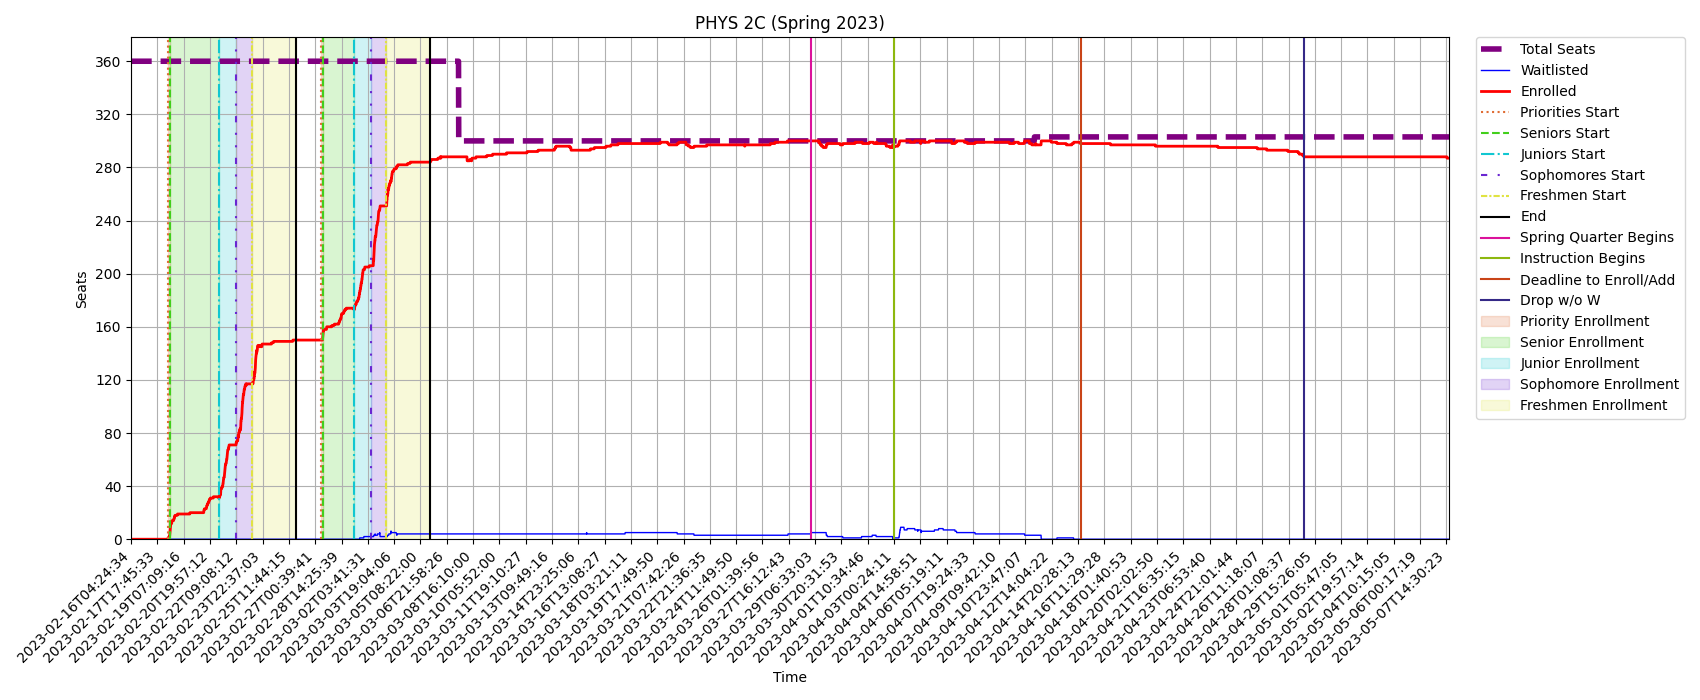 PHYS 2C (Spring 2023)
Seats
360
320
280
240
200
160
120
80
40
0
2023-02-16T04:24:34
2023-02-17T17:45:33
2023-02-19T07:09:16
2023-02-20T19:57:12
2023-02-22T09:08:12
2023-02-23T22:37:03
2023-02-25T11:44:15
2023-02-27T00:39:41
2023-02-28T14:25:39
2023-03-02T03:41:31
2023-03-03T19:04:06
2023-03-05T08:22:00
2023-03-06T21:58:26
2023-03-08T16:10:00
2023-03-10T05:52:00
2023-03-11T19:10:27
2023-03-13T09:49:16
2023-03-14T23:25:06
2023-03-16T13:08:27
2023-03-18T03:21:11
2023-03-19T17:49:50
2023-03-21T07:42:26
2023-03-22T21:36:35
2023-03-24T11:49:50
2023-03-26T01:39:56
2023-03-27T16:12:43
2023-03-29T06:33:03
2023-03-30T20:31:53
2023-04-01T10:34:46
2023-04-03T00:24:11
2023-04-04T14:58:51
2023-04-06T05:19:11
2023-04-07T19:24:33
2023-04-09T09:42:10
2023-04-10T23:47:07
2023-04-12T14:04:22
2023-04-14T20:28:13
2023-04-16T11:29:28
2023-04-18T01:40:53
2023-04-20T02:02:50
2023-04-21T16:35:15
2023-04-23T06:53:40
2023-04-24T21:01:44
2023-04-26T11:18:07
2023-04-28T01:08:37
2023-04-29T15:26:05
2023-05-01T05:47:05
2023-05-02T19:57:14
2023-05-04T10:15:05
2023-05-06T00:17:19
2023-05-07T14:30:23
Time
Total Seats
Waitlisted
Enrolled
Priorities Start
Seniors Start
Juniors Start
Sophomores Start
Freshmen Start
End
Spring Quarter Begins
Instruction Begins
Deadline to Enroll/Add
Drop w/o W
Priority Enrollment
Senior Enrollment
Junior Enrollment
Sophomore Enrollment
Freshmen Enrollment